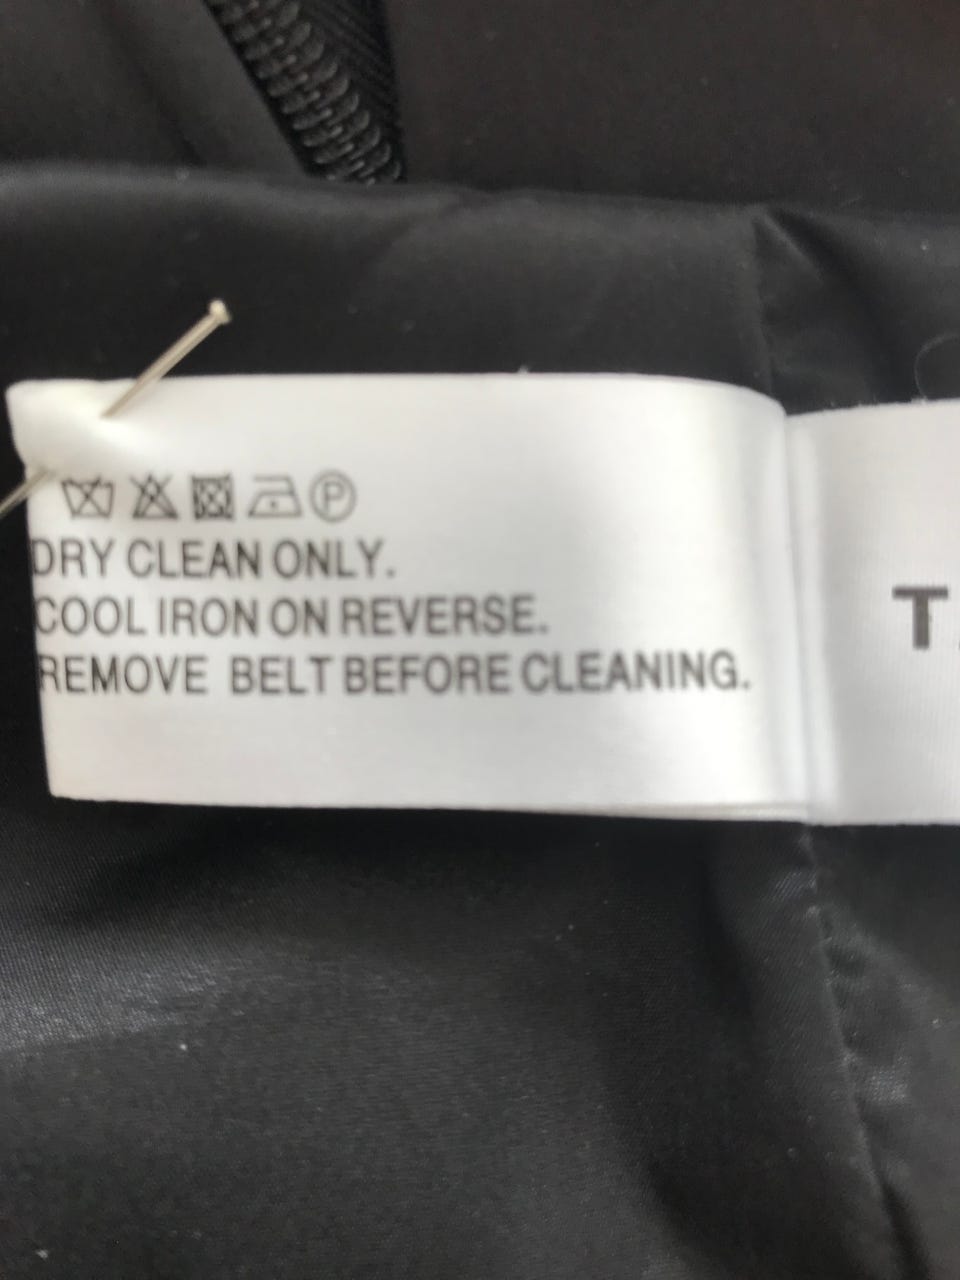 P
DRY CLEAN ONLY.
COOL IRON ON REVERSE.
REMOVE BELT BEFORE CLEANING.
T